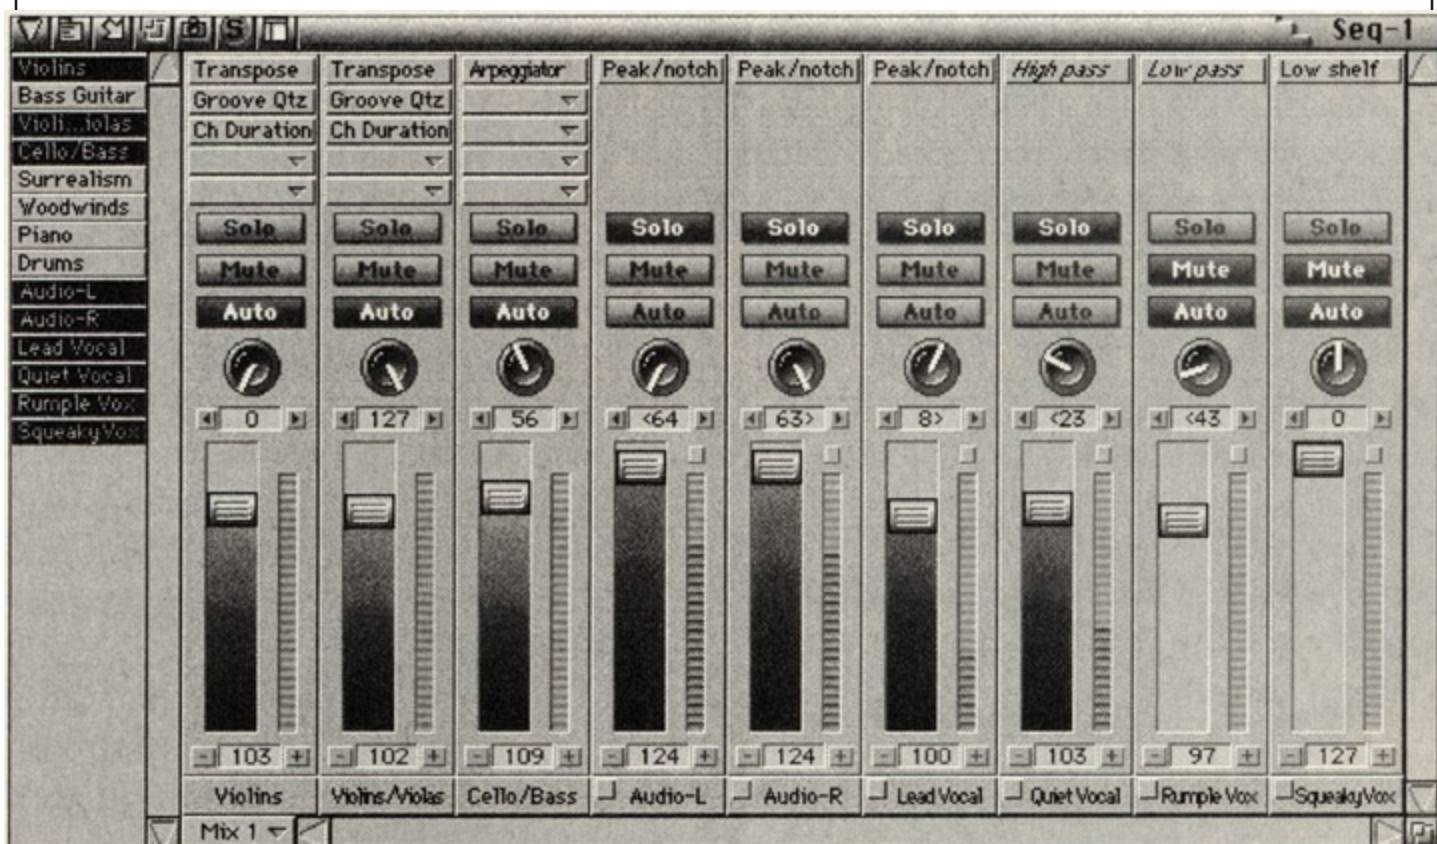 S Seq-1
Violins
Bass Guitar
Violi...iolas
Cello/Bass
Surrealism
Woodwinds
Piano
Drums
Audio-L
Audio-R
Lead Vocal
Quiet Vocal
Rumple Vox
SqueakyVox
Transpose Transpose Arpeggiator Peak/notch Peak/notch Peak/notch High pass Low pass Low shelf
Groove Qtz Groove Qtz
Ch Duration Ch Duration
Solo Solo Solo Solo Solo Solo Solo Solo Solo
Mute Mute Mute Mute Mute Mute Mute Mute Mute
Auto Auto Auto Auto Auto Auto Auto Auto Auto
0 127 56 <64 63> 8> <23 <43 0
- 103 + - 102 + - 109 + - 124 + - 124 + - 100 + - 103 + - 97 + - 127 +
Violins Violins/Violas Cello/Bass Audio-L Audio-R Lead Vocal Quiet Vocal Rumple Vox SqueakyVox
Mix 1